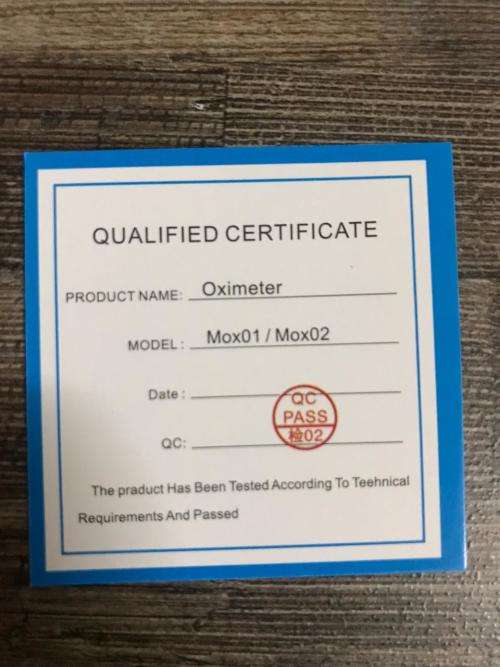 QUALIFIED CERTIFICATE
PRODUCT NAME: Oximeter
MODEL : Mox01 / Mox02
Date :
QC PASS 检02
QC:
The praduct Has Been Tested According To Teehnical
Requirements And Passed